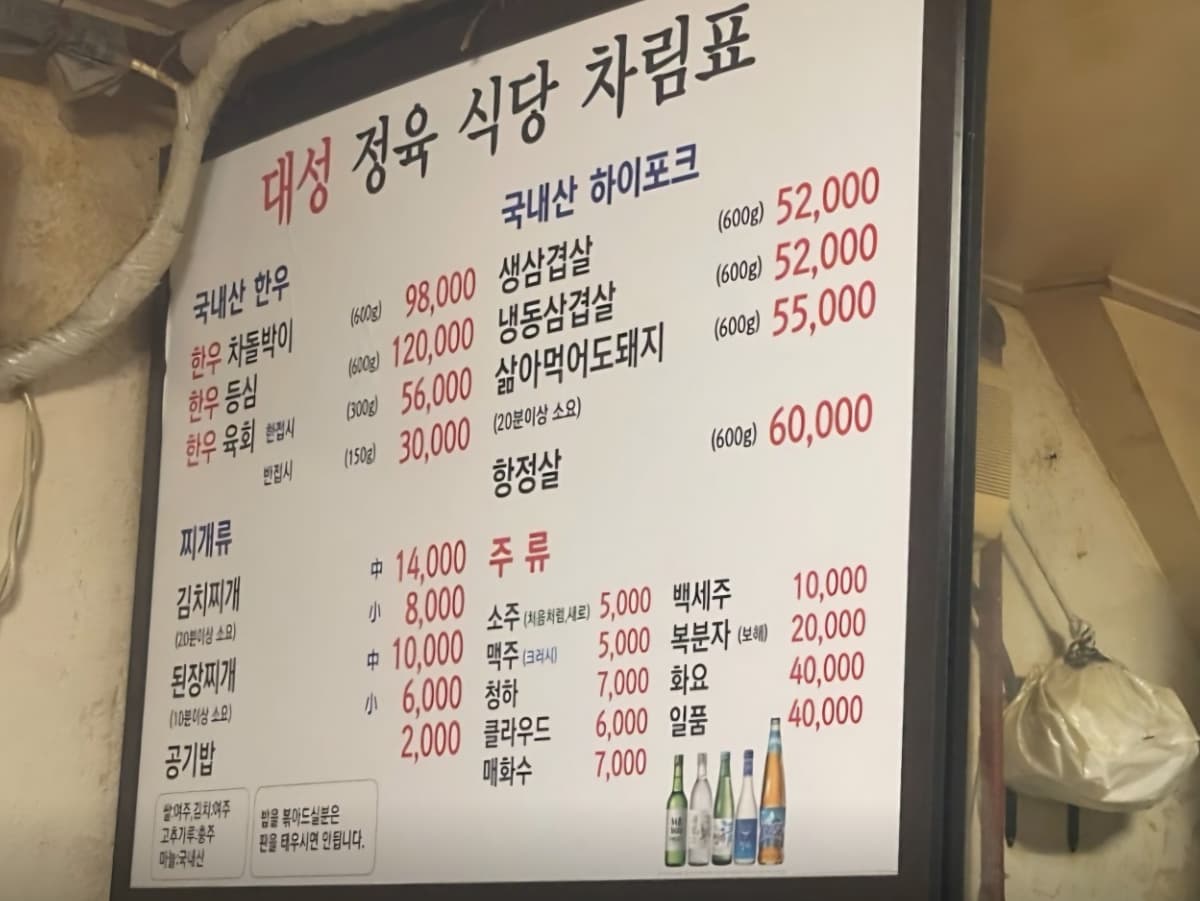 대성 정육 식당 차림표
국내산 한우
한우 차돌박이 (600g) 98,000
한우 등심 (600g) 120,000
한우 육회 한접시 (300g) 56,000
반접시 (150g) 30,000
찌개류
김치찌개 中 14,000
(20분이상 소요) 小 8,000
된장찌개 中 10,000
(10분이상 소요) 小 6,000
공기밥 2,000
쌀:여주,김치:여주
고추가루:충주
마늘:국내산
밥을 볶아드실분은
판을 태우시면 안됩니다.
국내산 하이포크
생삼겹살 (600g) 52,000
냉동삼겹살 (600g) 52,000
삶아먹어도돼지 (600g) 55,000
(20분이상 소요)
항정살 (600g) 60,000
주류
소주 (처음처럼,새로) 5,000
맥주 (크러시) 5,000
청하 7,000
클라우드 6,000
매화수 7,000
백세주 10,000
복분자 (보해) 20,000
화요 40,000
일품 40,000